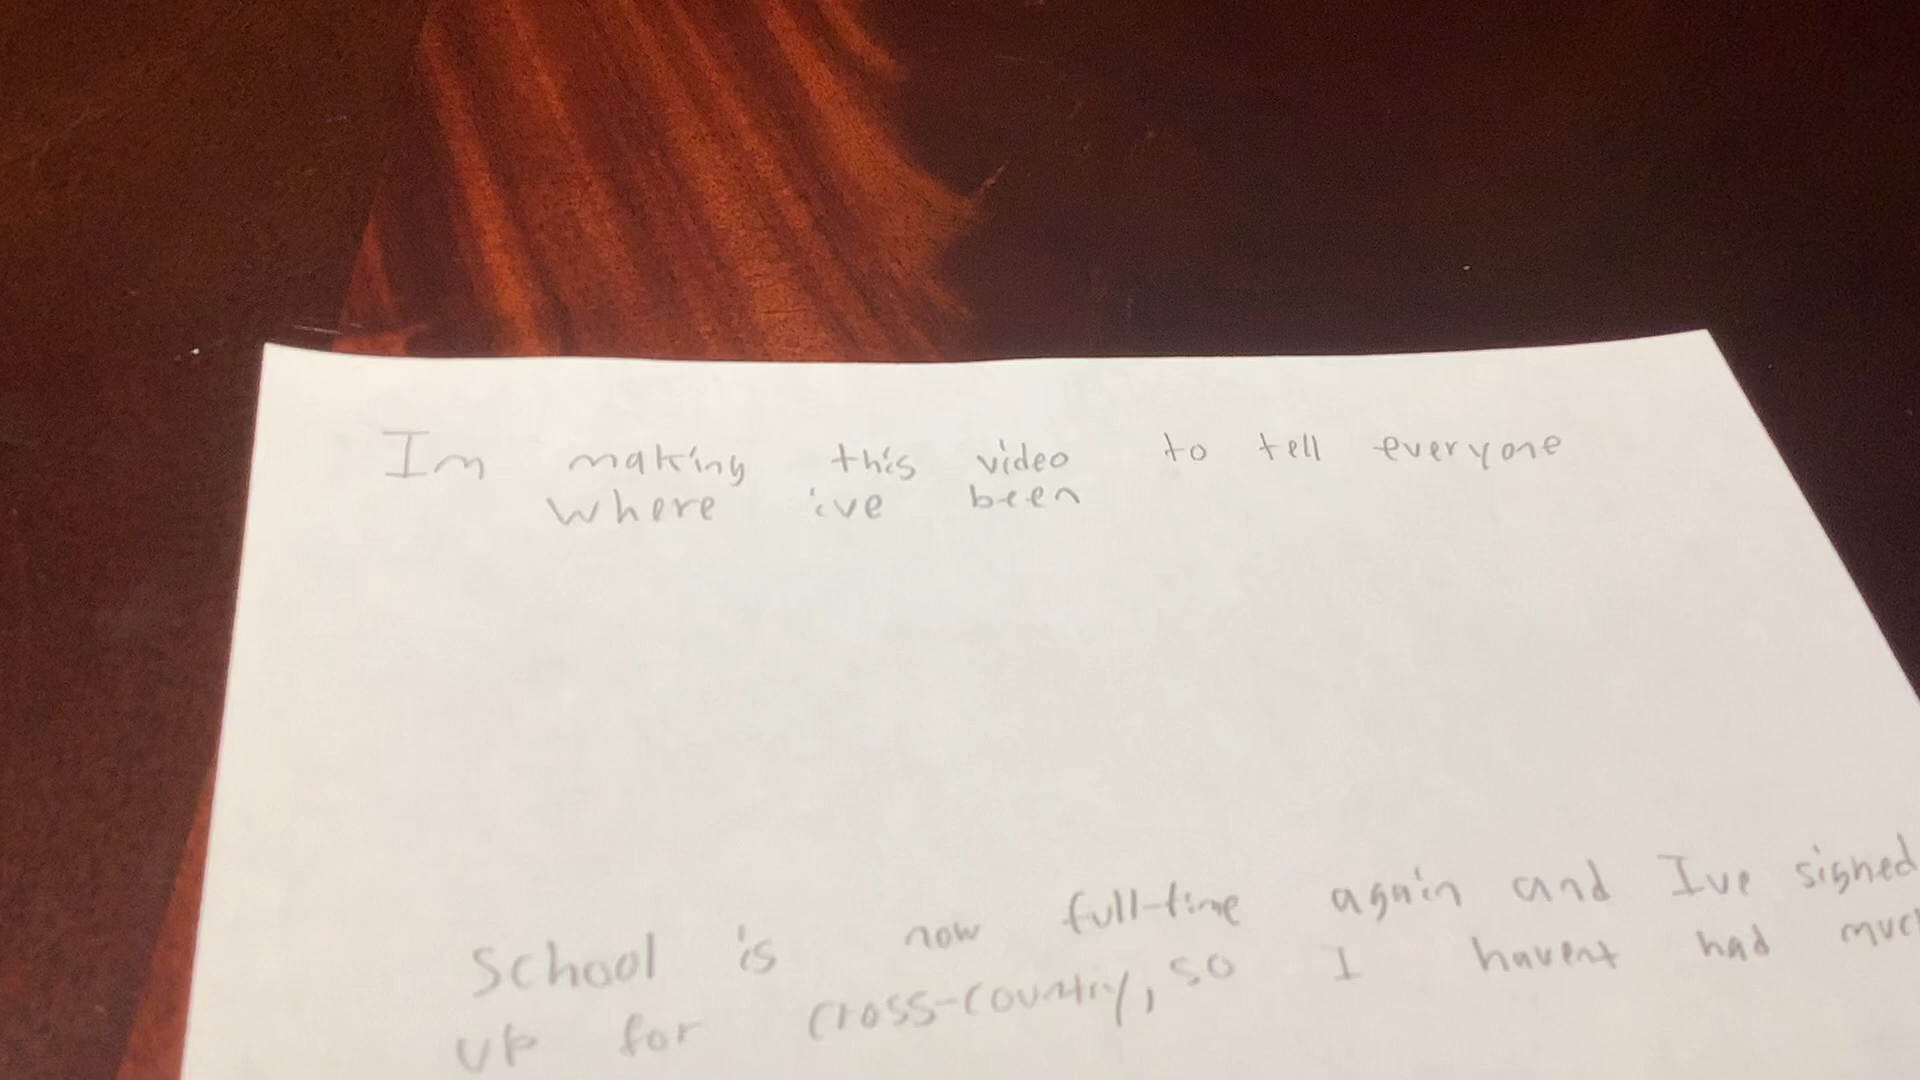 Im making this video to tell everyone
where ive been
School is now full-time again and Ive signed
up for cross-country, so I havent had much